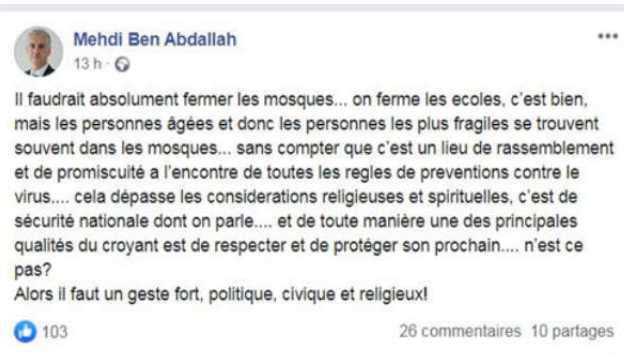 Mehdi Ben Abdallah
13 h ·
Il faudrait absolument fermer les mosques... on ferme les ecoles, c'est bien,
mais les personnes âgées et donc les personnes les plus fragiles se trouvent
souvent dans les mosques... sans compter que c'est un lieu de rassemblement
et de promiscuité a l'encontre de toutes les regles de preventions contre le
virus.... cela dépasse les considerations religieuses et spirituelles, c'est de
sécurité nationale dont on parle.... et de toute manière une des principales
qualités du croyant est de respecter et de protéger son prochain.... n'est ce
pas?
Alors il faut un geste fort, politique, civique et religieux!
103
26 commentaires 10 partages